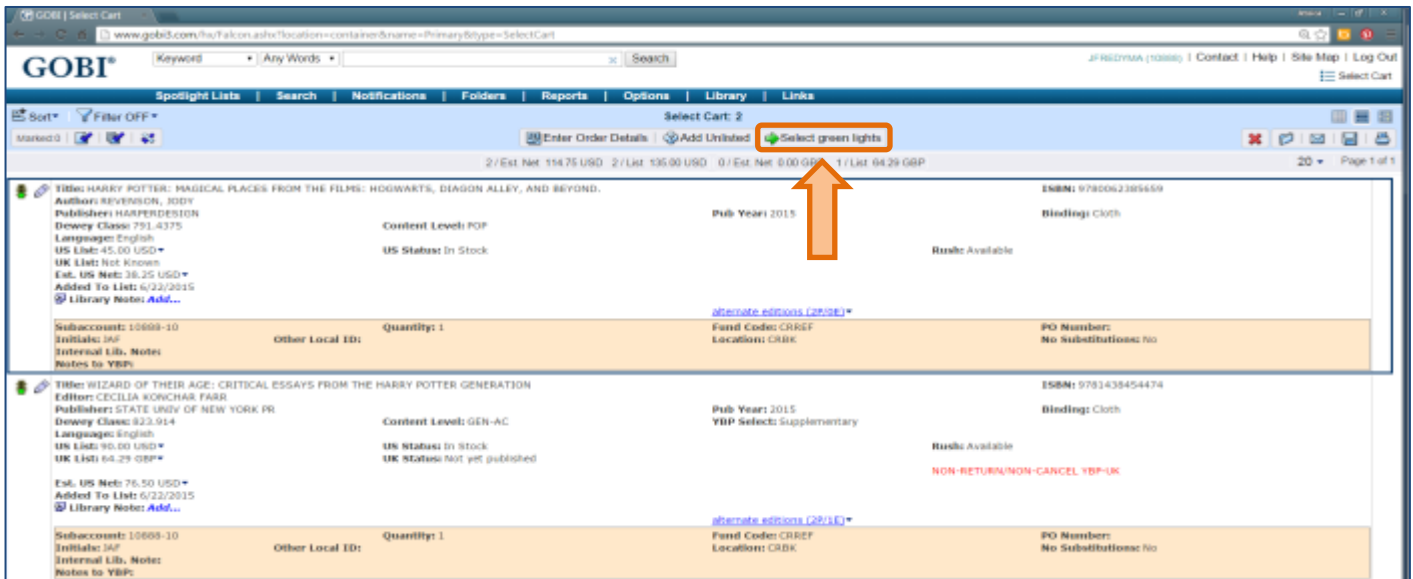 GOBI | Select Cart
www.gobi3.com/hx/Falcon.ashx?location=container&name=Primary&type=SelectCart
GOBI® Keyword Any Words Search Contact | Help | Site Map | Log Out
Select Cart
Spotlight Lists | Search | Notifications | Folders | Reports | Options | Library | Links
Sort Filter OFF Select Cart: 2
Marked:0 Enter Order Details Add Unlisted Select green lights
2 / Est. Net 114.75 USD 2 / List 135.00 USD 0 / Est. Net 0.00 GBP 1 / List 64.29 GBP 20 Page 1 of 1
Title: HARRY POTTER: MAGICAL PLACES FROM THE FILMS: HOGWARTS, DIAGON ALLEY, AND BEYOND. ISBN: 9780062385659
Author: REVENSON, JODY
Publisher: HARPERDESIGN Pub Year: 2015 Binding: Cloth
Dewey Class: 791.4375 Content Level: POP
Language: English
US List: 45.00 USD US Status: In Stock Rush: Available
UK List: Not Known
Est. US Net: 38.25 USD
Added To List: 6/22/2015
Library Note: Add...
alternate editions (2P/0E)
Subaccount: 10888-10 Quantity: 1 Fund Code: CRREF PO Number:
Initials: JAF Other Local ID: Location: CRBK No Substitutions: No
Internal Lib. Note:
Notes to YBP:
Title: WIZARD OF THEIR AGE: CRITICAL ESSAYS FROM THE HARRY POTTER GENERATION ISBN: 9781438454474
Editor: CECILIA KONCHAR FARR
Publisher: STATE UNIV OF NEW YORK PR Pub Year: 2015 Binding: Cloth
Dewey Class: 823.914 Content Level: GEN-AC YBP Select: Supplementary
Language: English
US List: 90.00 USD US Status: In Stock Rush: Available
UK List: 64.29 GBP UK Status: Not yet published
NON-RETURN/NON-CANCEL YBP-UK
Est. US Net: 76.50 USD
Added To List: 6/22/2015
Library Note: Add...
alternate editions (2P/1E)
Subaccount: 10888-10 Quantity: 1 Fund Code: CRREF PO Number:
Initials: JAF Other Local ID: Location: CRBK No Substitutions: No
Internal Lib. Note:
Notes to YBP: